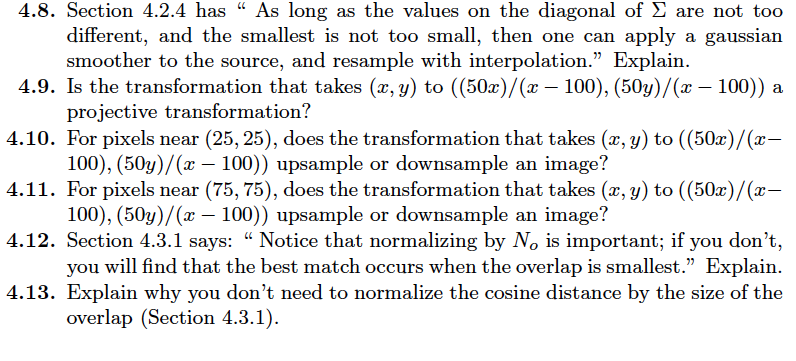 4.8. Section 4.2.4 has “ As long as the values on the diagonal of Σ are not too
different, and the smallest is not too small, then one can apply a gaussian
smoother to the source, and resample with interpolation.” Explain.
4.9. Is the transformation that takes (x, y) to ((50x)/(x − 100), (50y)/(x − 100)) a
projective transformation?
4.10. For pixels near (25, 25), does the transformation that takes (x, y) to ((50x)/(x−
100), (50y)/(x − 100)) upsample or downsample an image?
4.11. For pixels near (75, 75), does the transformation that takes (x, y) to ((50x)/(x−
100), (50y)/(x − 100)) upsample or downsample an image?
4.12. Section 4.3.1 says: “ Notice that normalizing by Nₒ is important; if you don’t,
you will find that the best match occurs when the overlap is smallest.” Explain.
4.13. Explain why you don’t need to normalize the cosine distance by the size of the
overlap (Section 4.3.1).